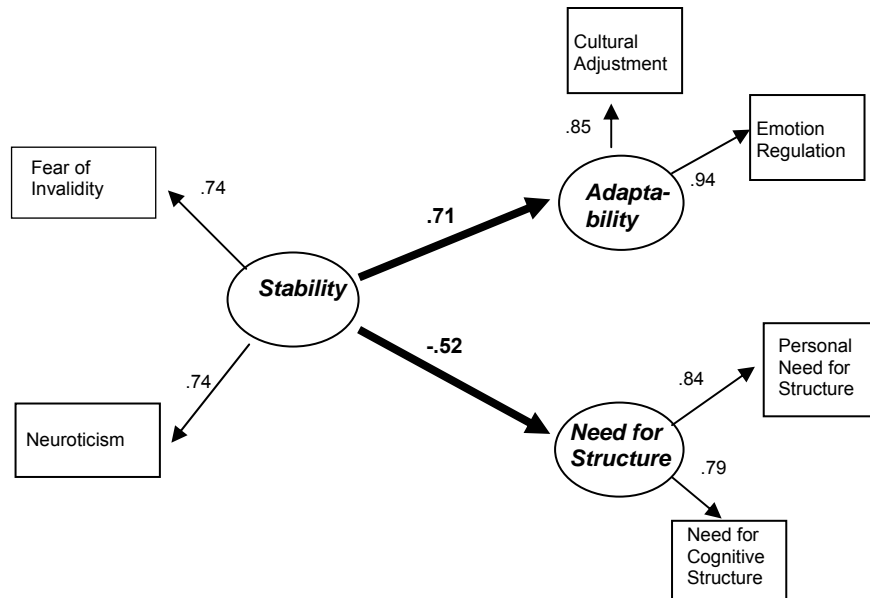 Cultural
Adjustment
.85
Emotion
Regulation
.94
Adapta-
bility
Fear of
Invalidity
.74
.71
Stability
-.52
.74
Neuroticism
Personal
Need for
Structure
.84
Need for
Structure
.79
Need for
Cognitive
Structure